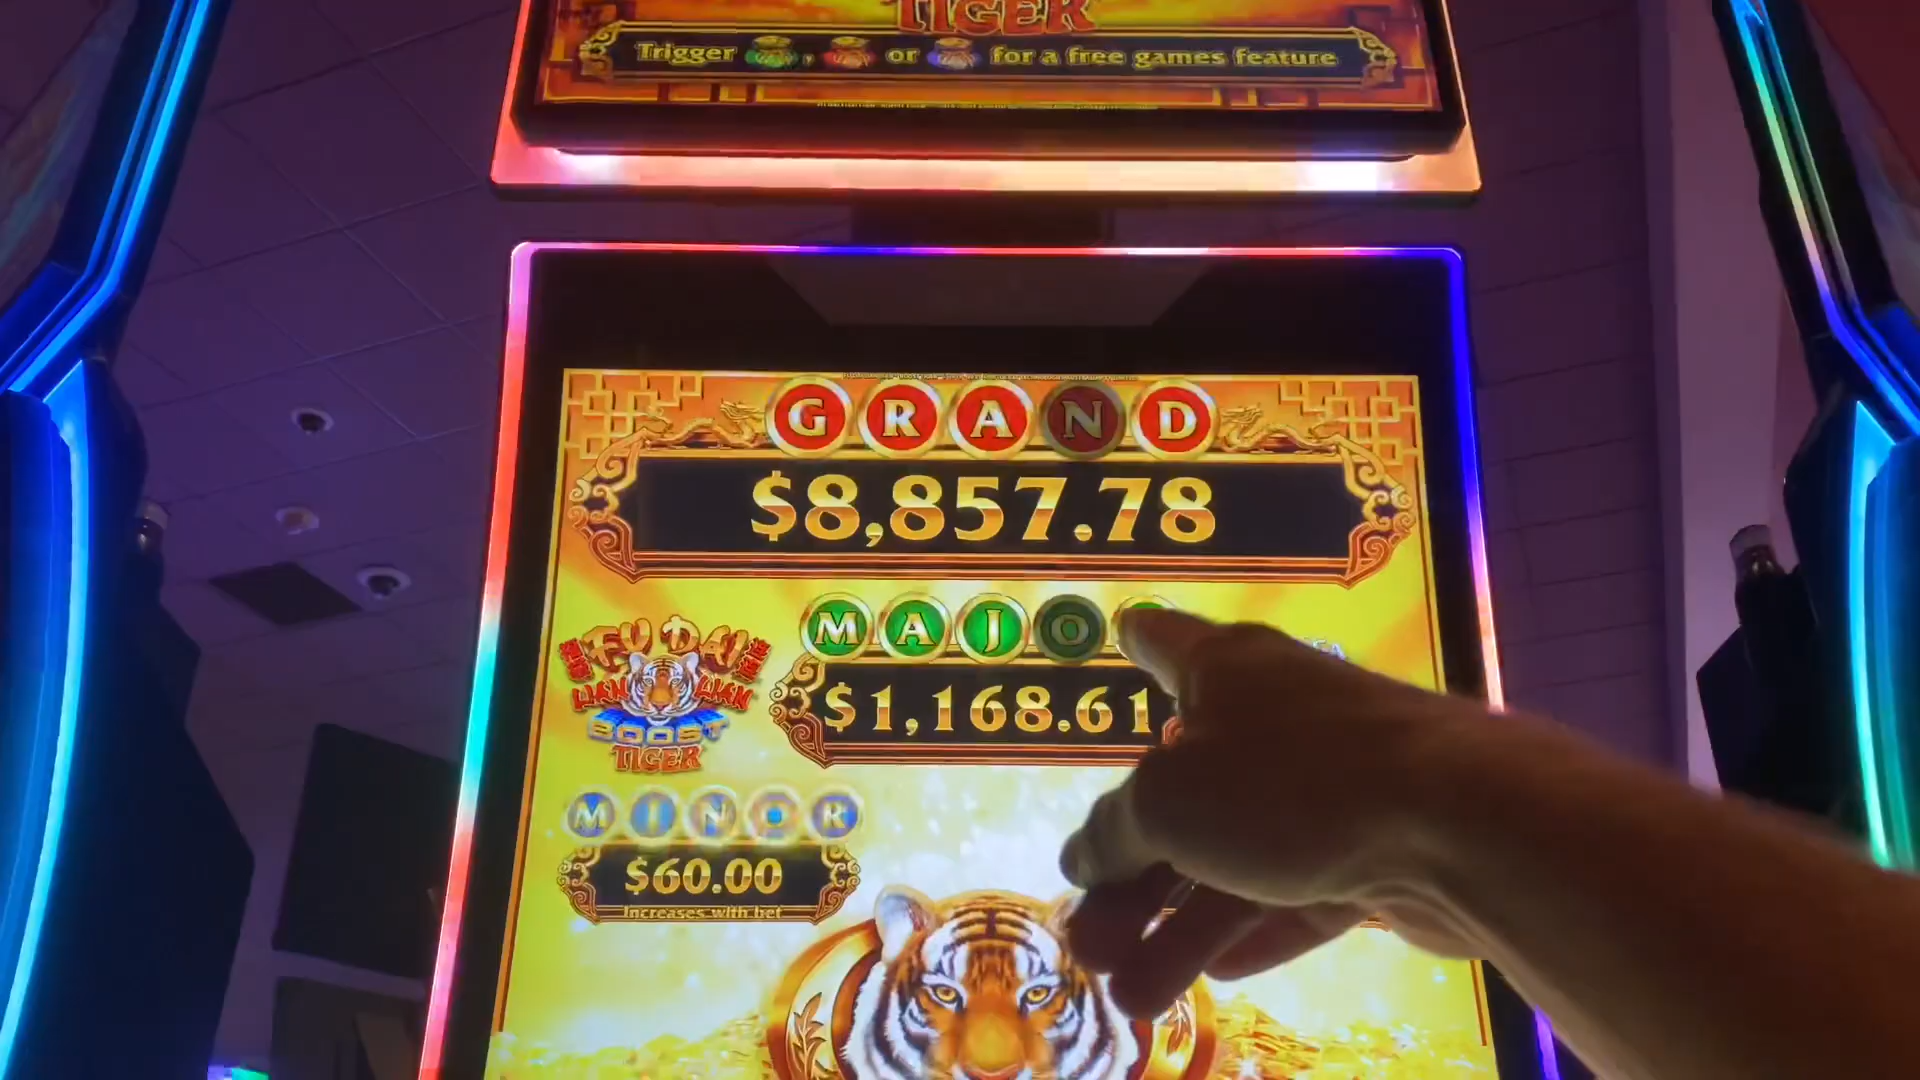 TIGER
Trigger , or for a free games feature
GRAND
$8,857.78
MAJO
$1,168.61
FU DAI
LIAN LIAN
BOOST
TIGER
MINOR
$60.00
Increases with bet